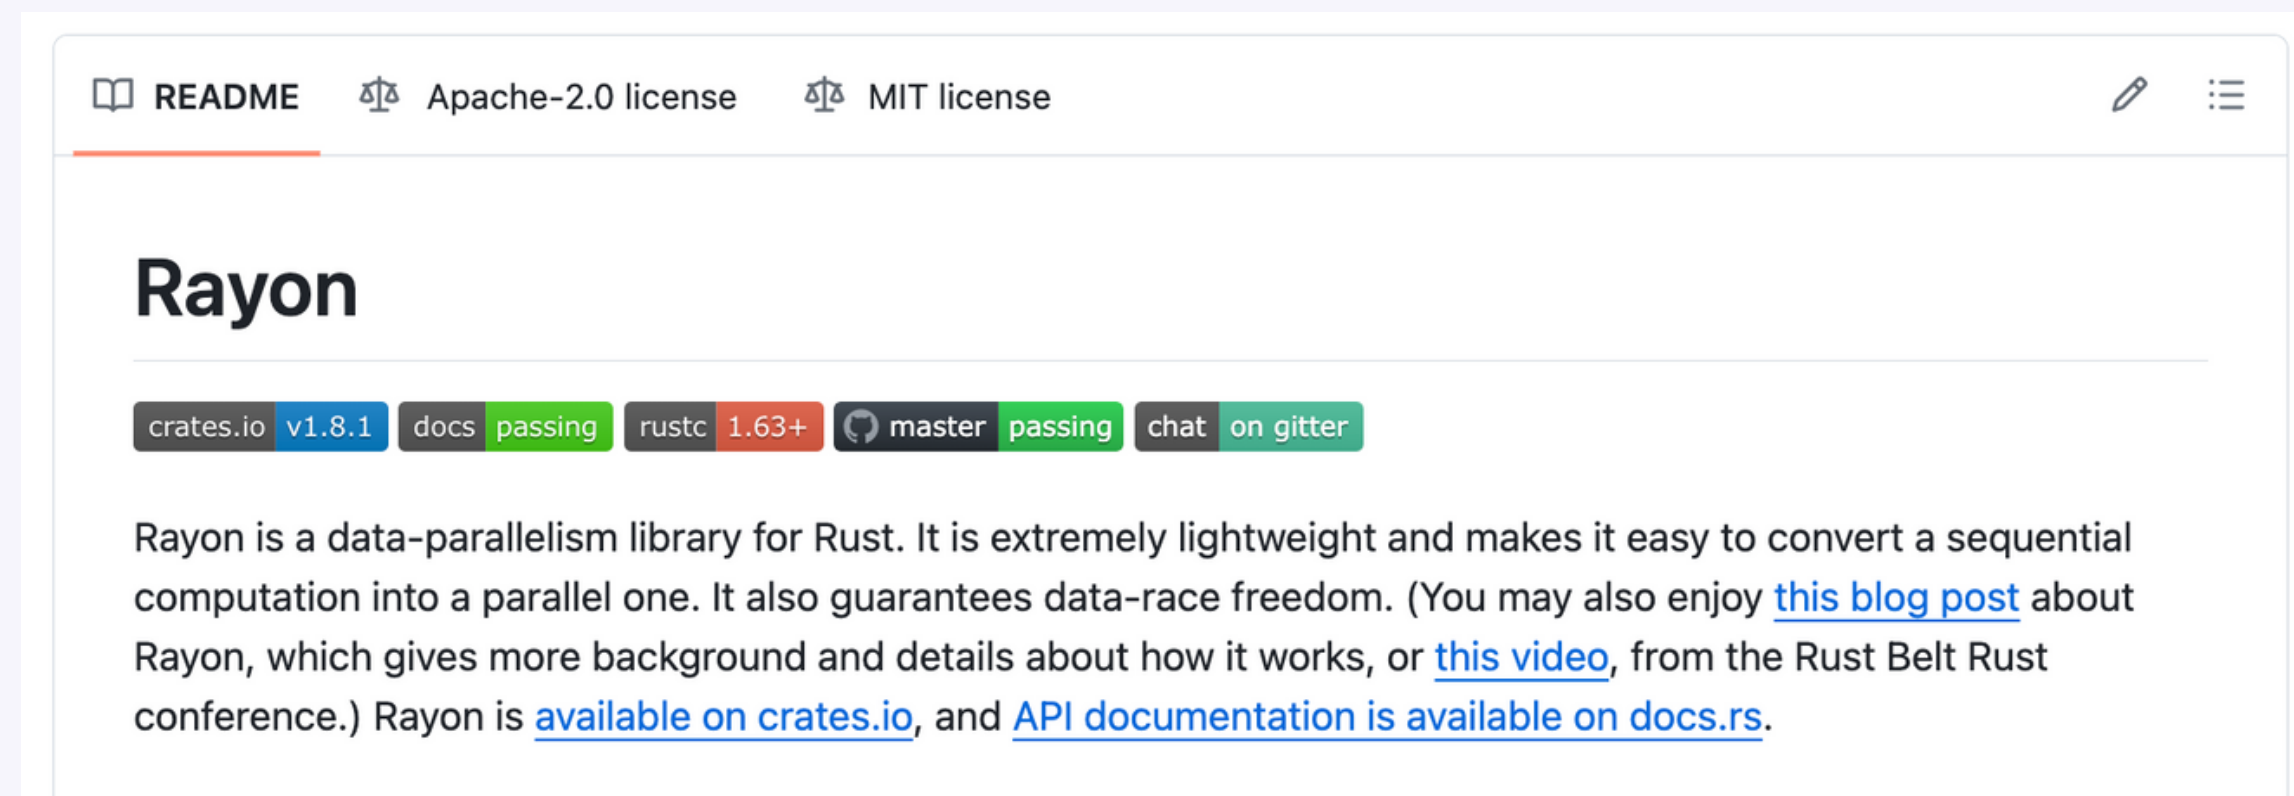 README Apache-2.0 license MIT license
Rayon
crates.io v1.8.1 docs passing rustc 1.63+ master passing chat on gitter
Rayon is a data-parallelism library for Rust. It is extremely lightweight and makes it easy to convert a sequential
computation into a parallel one. It also guarantees data-race freedom. (You may also enjoy this blog post about
Rayon, which gives more background and details about how it works, or this video, from the Rust Belt Rust
conference.) Rayon is available on crates.io, and API documentation is available on docs.rs.